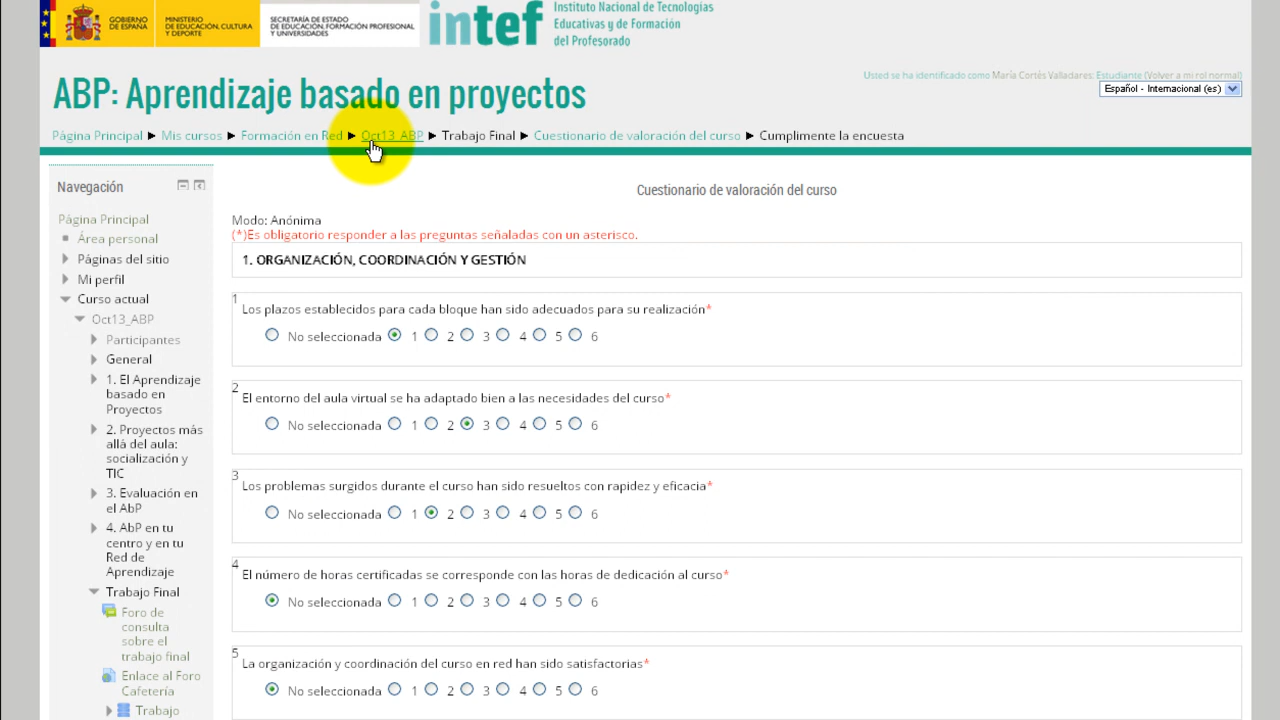 GOBIERNO
DE ESPAÑA
MINISTERIO
DE EDUCACIÓN, CULTURA
Y DEPORTE
SECRETARÍA DE ESTADO
DE EDUCACIÓN, FORMACIÓN PROFESIONAL
Y UNIVERSIDADES
intef
Instituto Nacional de Tecnologías
Educativas y de Formación
del Profesorado
Usted se ha identificado como María Cortés Valladares: Estudiante (Volver a mi rol normal)
Español - Internacional (es)
ABP: Aprendizaje basado en proyectos
Página Principal ▶ Mis cursos ▶ Formación en Red ▶ Oct13_ABP ▶ Trabajo Final ▶ Cuestionario de valoración del curso ▶ Cumplimente la encuesta
Navegación
Página Principal
Área personal
Páginas del sitio
Mi perfil
Curso actual
Oct13_ABP
Participantes
General
1. El Aprendizaje
basado en
Proyectos
2. Proyectos más
allá del aula:
socialización y
TIC
3. Evaluación en
el AbP
4. AbP en tu
centro y en tu
Red de
Aprendizaje
Trabajo Final
Foro de
consulta
sobre el
trabajo final
Enlace al Foro
Cafetería
Trabajo
Cuestionario de valoración del curso
Modo: Anónima
(*)Es obligatorio responder a las preguntas señaladas con un asterisco.
1. ORGANIZACIÓN, COORDINACIÓN Y GESTIÓN
1
Los plazos establecidos para cada bloque han sido adecuados para su realización*
No seleccionada 1 2 3 4 5 6
2
El entorno del aula virtual se ha adaptado bien a las necesidades del curso*
No seleccionada 1 2 3 4 5 6
3
Los problemas surgidos durante el curso han sido resueltos con rapidez y eficacia*
No seleccionada 1 2 3 4 5 6
4
El número de horas certificadas se corresponde con las horas de dedicación al curso*
No seleccionada 1 2 3 4 5 6
5
La organización y coordinación del curso en red han sido satisfactorias*
No seleccionada 1 2 3 4 5 6